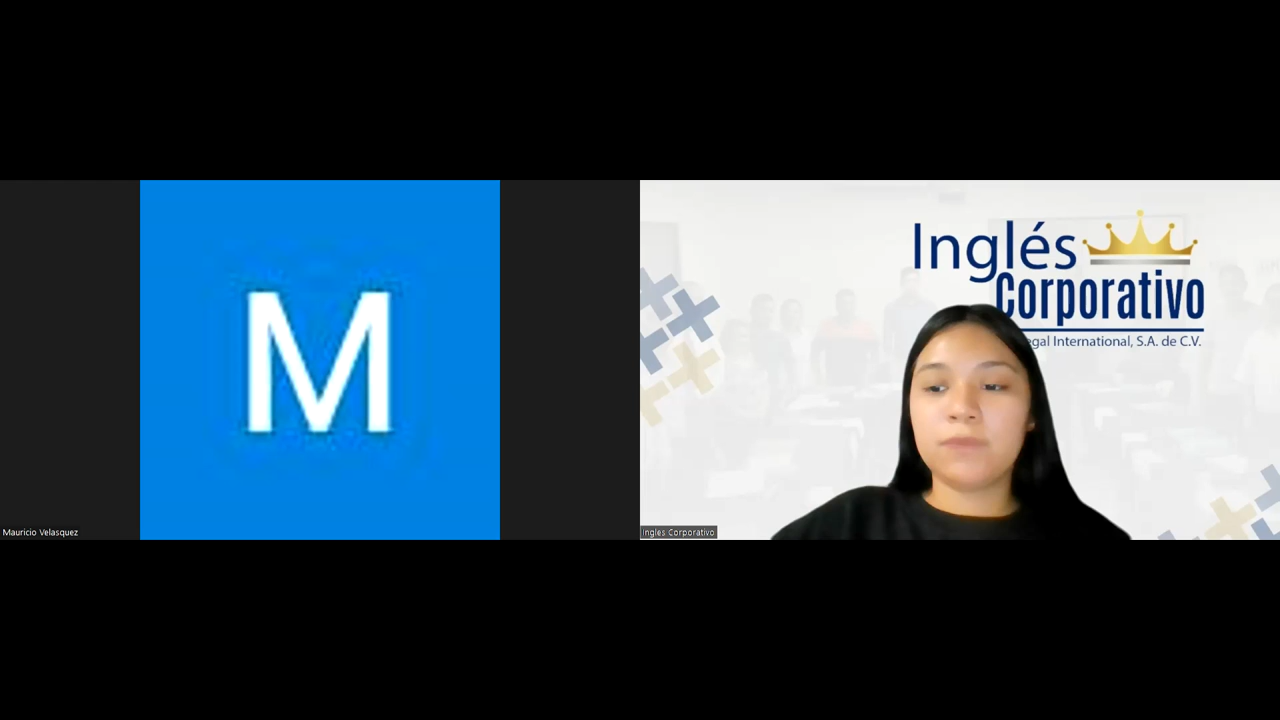 M
Mauricio Velasquez
Inglés
Corporativo
egal International, S.A. de C.V.
Ingles Corporativo